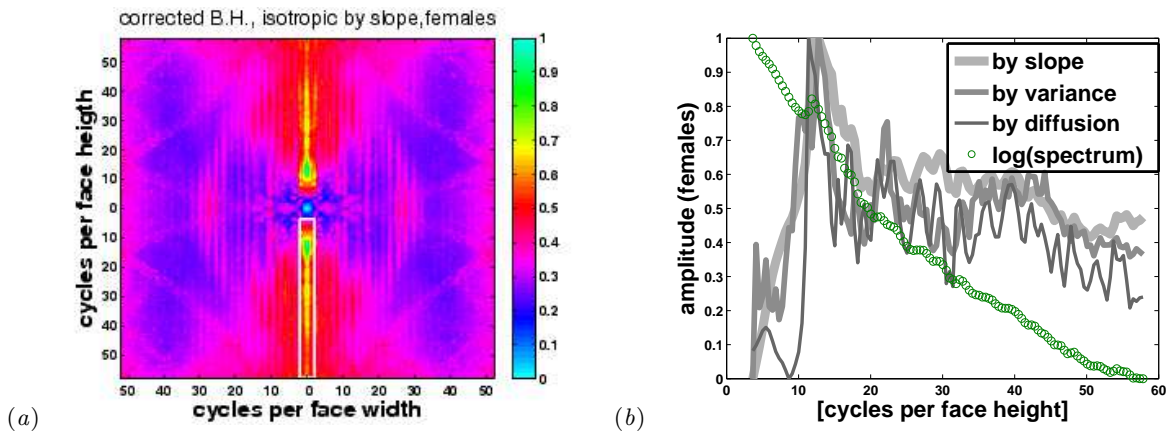 corrected B.H., isotropic by slope,females
cycles per face heigth
50
40
30
20
10
0
10
20
30
40
50
50 40 30 20 10 0 10 20 30 40 50
cycles per face width
1
0.9
0.8
0.7
0.6
0.5
0.4
0.3
0.2
0.1
0
(a)
amplitude (females)
1
0.9
0.8
0.7
0.6
0.5
0.4
0.3
0.2
0.1
0
by slope
by variance
by diffusion
log(spectrum)
0 10 20 30 40 50 60
[cycles per face height]
(b)